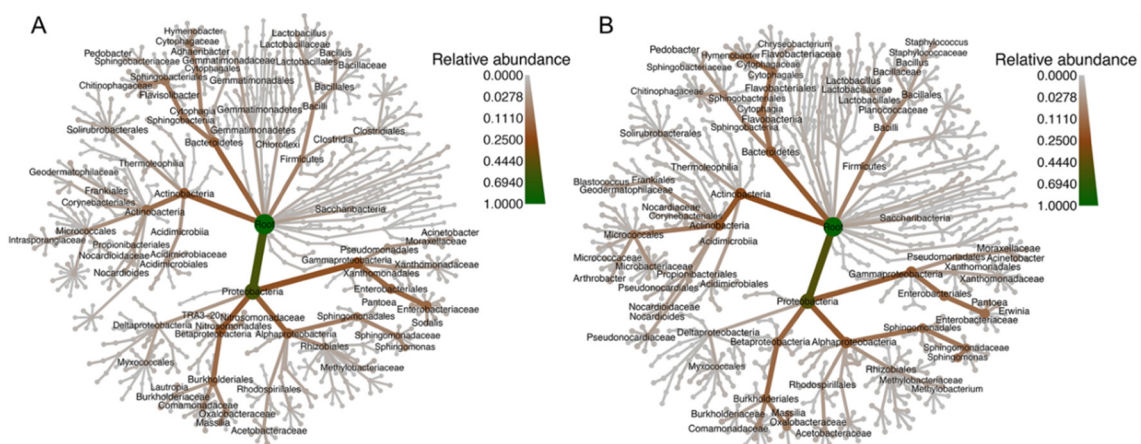 A
Hymenobacter
Cytophagaceae
Adhaeribacter
Pedobacter
Sphingobacteriaceae
Gemmatimonadaceae
Cytophagales
Sphingobacteriales
Gemmatimonadales
Chitinophagaceae
Flavisolibacter
Lactobacillus
Lactobacillaceae
Bacillus
Lactobacillales
Bacillaceae
Bacillales
Bacilli
Cytophagia
Gemmatimonadetes
Sphingobacteriia
Solirubrobacterales
Gemmatimonadetes
Bacteroidetes
Chloroflexi
Clostridia
Clostridiales
Firmicutes
Thermoleophilia
Geodermatophilaceae
Frankiales
Actinobacteria
Corynebacteriales
Actinobacteria
Saccharibacteria
Root
Micrococcales
Acidimicrobiia
Intrasporangiaceae
Propionibacteriales
Nocardioidaceae
Acidimicrobiaceae
Acidimicrobiales
Nocardioides
Acinetobacter
Moraxellaceae
Pseudomonadales
Gammaproteobacteria
Xanthomonadaceae
Xanthomonadales
Proteobacteria
Enterobacteriales
Pantoea
Enterobacteriaceae
Sodalis
TRA3-20
Nitrosomonadaceae
Sphingomonadales
Deltaproteobacteria
Nitrosomonadales
Betaproteobacteria
Alphaproteobacteria
Sphingomonadaceae
Sphingomonas
Rhizobiales
Myxococcales
Methylobacteriaceae
Burkholderiales
Lautropia
Rhodospirillales
Burkholderiaceae
Comamonadaceae
Oxalobacteraceae
Massilia
Acetobacteraceae
Relative abundance
0.0000
0.0278
0.1110
0.2500
0.4440
0.6940
1.0000
B
Chryseobacterium
Pedobacter
Hymenobacter
Flavobacteriaceae
Sphingobacteriaceae
Cytophagaceae
Cytophagales
Staphylococcus
Staphylococcaceae
Bacillus
Bacillaceae
Chitinophagaceae
Flavobacteriales
Lactobacillus
Lactobacillaceae
Sphingobacteriales
Lactobacillales
Bacillales
Cytophagia
Planococcaceae
Flavobacteriia
Sphingobacteriia
Bacilli
Solirubrobacterales
Bacteroidetes
Firmicutes
Thermoleophilia
Blastococcus
Frankiales
Geodermatophilaceae
Actinobacteria
Nocardiaceae
Corynebacteriales
Actinobacteria
Saccharibacteria
Root
Micrococcales
Acidimicrobiia
Micrococcaceae
Microbacteriaceae
Arthrobacter
Propionibacteriales
Pseudonocardiales
Acidimicrobiales
Nocardioidaceae
Nocardioides
Pseudonocardiaceae
Moraxellaceae
Pseudomonadales
Acinetobacter
Gammaproteobacteria
Xanthomonadales
Xanthomonadaceae
Proteobacteria
Enterobacteriales
Pantoea
Erwinia
Enterobacteriaceae
Deltaproteobacteria
Sphingomonadales
Betaproteobacteria
Alphaproteobacteria
Sphingomonadaceae
Sphingomonas
Myxococcales
Rhizobiales
Rhodospirillales
Methylobacteriaceae
Methylobacterium
Burkholderiales
Burkholderiaceae
Massilia
Oxalobacteraceae
Comamonadaceae
Acetobacteraceae
Relative abundance
0.0000
0.0278
0.1110
0.2500
0.4440
0.6940
1.0000